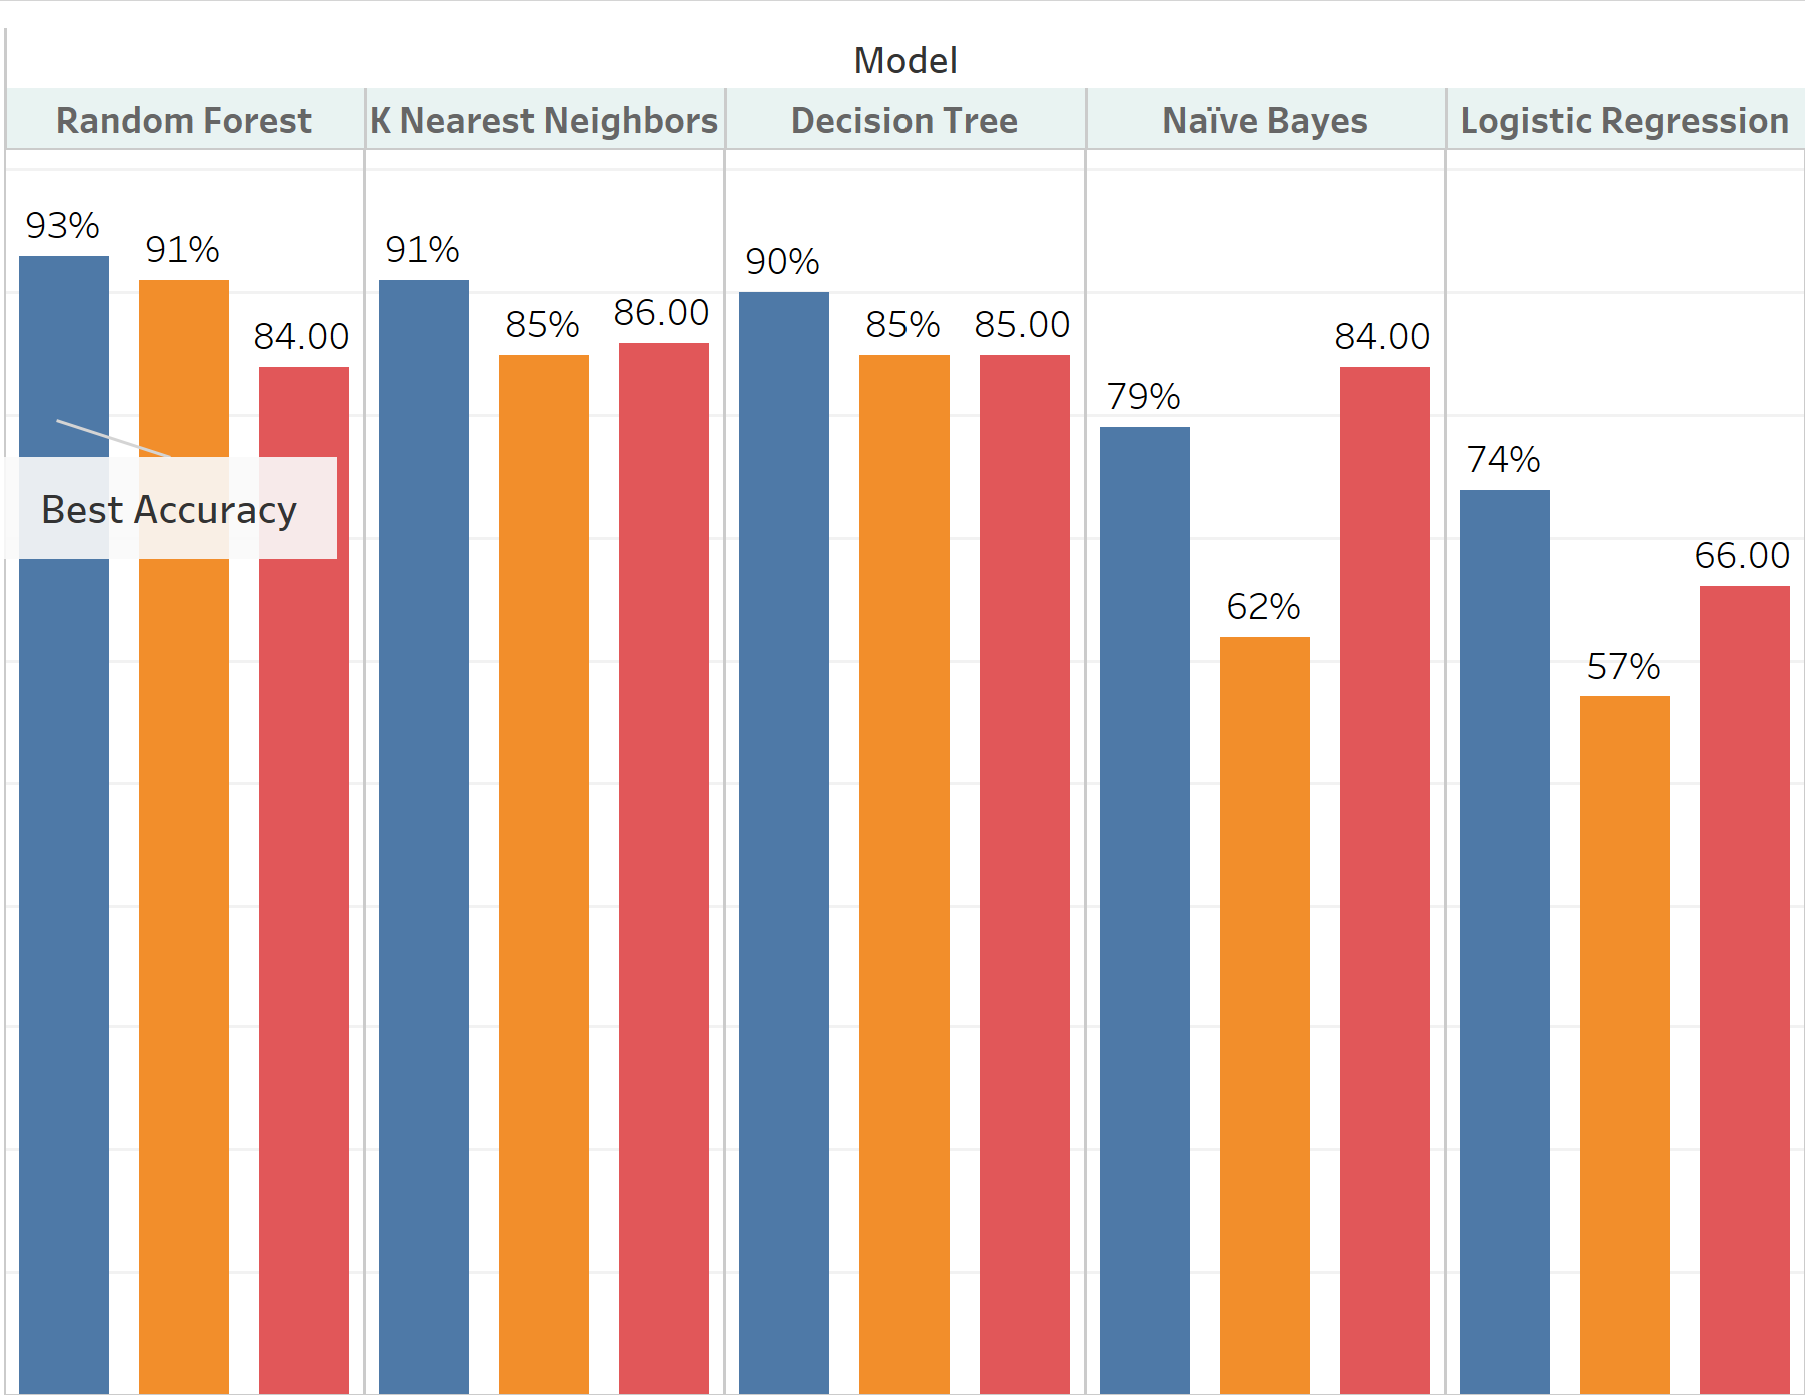 Model
Random Forest K Nearest Neighbors Decision Tree Naïve Bayes Logistic Regression
93% 91% 84.00 91% 85% 86.00 90% 85% 85.00 79% 62% 84.00 74% 57% 66.00
Best Accuracy